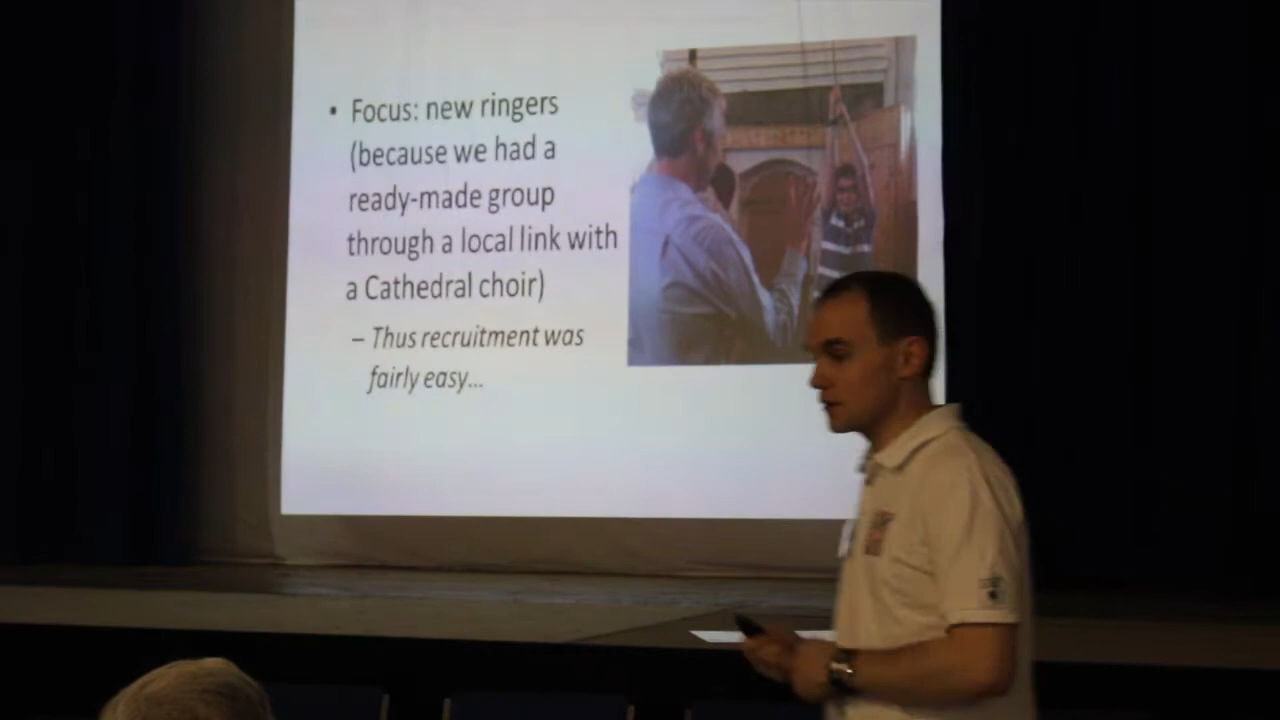 • Focus: new ringers
(because we had a
ready-made group
through a local link with
a Cathedral choir)
– Thus recruitment was
fairly easy...